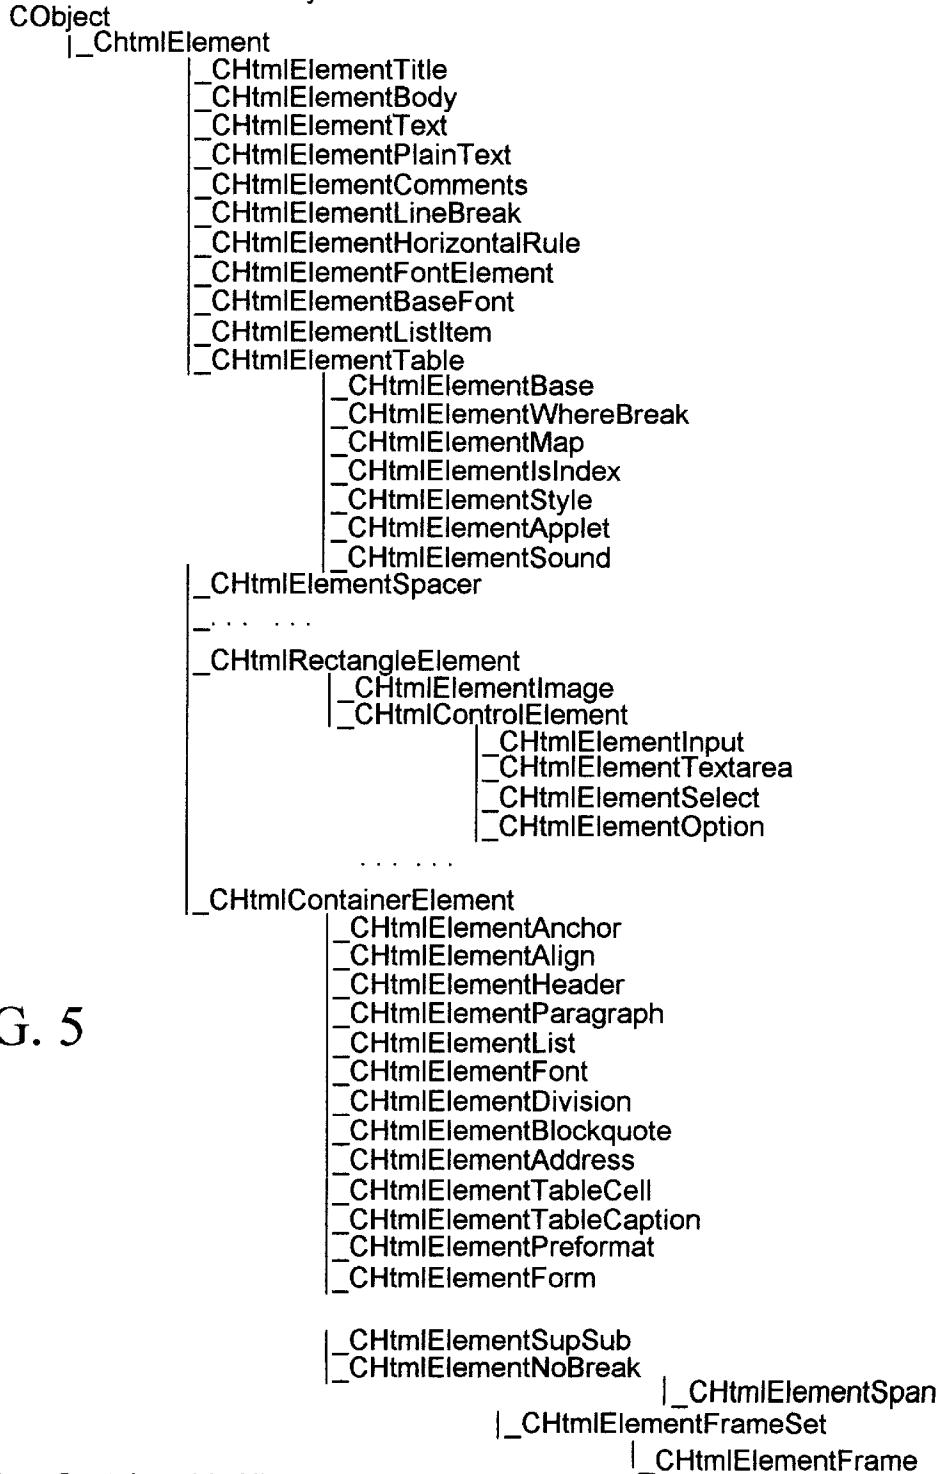 CObject
|_ChtmlElement
|_CHtmlElementTitle
|_CHtmlElementBody
|_CHtmlElementText
|_CHtmlElementPlainText
|_CHtmlElementComments
|_CHtmlElementLineBreak
|_CHtmlElementHorizontalRule
|_CHtmlElementFontElement
|_CHtmlElementBaseFont
|_CHtmlElementListItem
|_CHtmlElementTable
|_CHtmlElementBase
|_CHtmlElementWhereBreak
|_CHtmlElementMap
|_CHtmlElementIsIndex
|_CHtmlElementStyle
|_CHtmlElementApplet
|_CHtmlElementSound
|_CHtmlElementSpacer
|_... ...
|_CHtmlRectangleElement
|_CHtmlElementImage
|_CHtmlControlElement
|_CHtmlElementInput
|_CHtmlElementTextarea
|_CHtmlElementSelect
|_CHtmlElementOption
... ...
|_CHtmlContainerElement
|_CHtmlElementAnchor
|_CHtmlElementAlign
|_CHtmlElementHeader
|_CHtmlElementParagraph
G. 5
|_CHtmlElementList
|_CHtmlElementFont
|_CHtmlElementDivision
|_CHtmlElementBlockquote
|_CHtmlElementAddress
|_CHtmlElementTableCell
|_CHtmlElementTableCaption
|_CHtmlElementPreformat
|_CHtmlElementForm
|_CHtmlElementSupSub
|_CHtmlElementNoBreak
|_CHtmlElementSpan
|_CHtmlElementFrameSet
|_CHtmlElementFrame